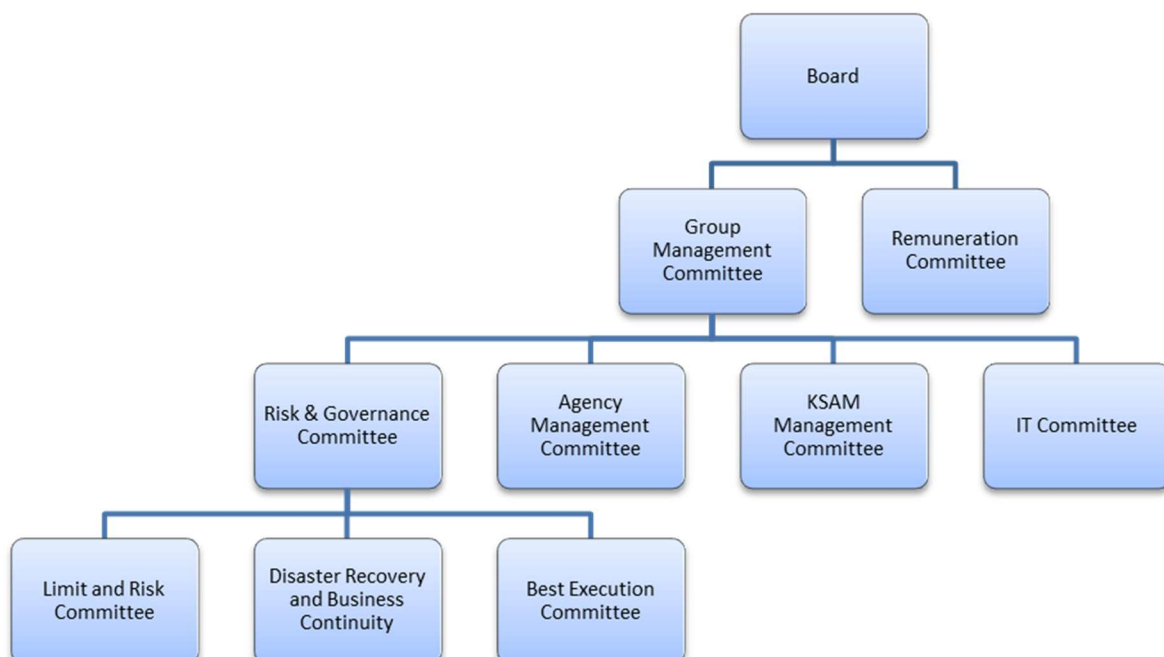 Board
Group
Management
Committee
Remuneration
Committee
Risk & Governance
Committee
Agency
Management
Committee
KSAM
Management
Committee
IT Committee
Limit and Risk
Committee
Disaster Recovery
and Business
Continuity
Best Execution
Committee